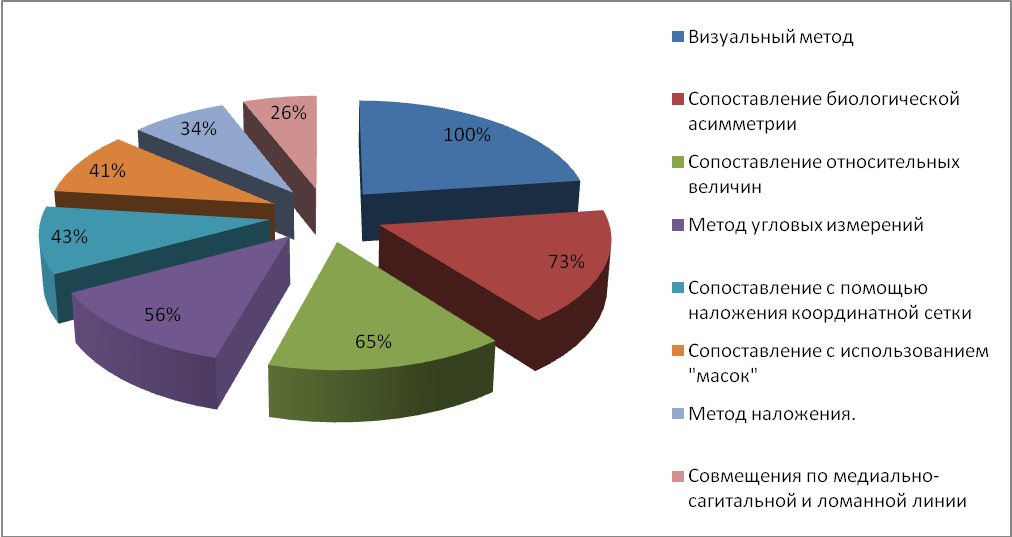 100%
73%
65%
56%
43%
41%
34%
26%
Визуальный метод
Сопоставление биологической
асимметрии
Сопоставление относительных
величин
Метод угловых измерений
Сопоставление с помощью
наложения координатной сетки
Сопоставление с использованием
"масок"
Метод наложения.
Совмещения по медиально-
сагитальной и ломанной линии